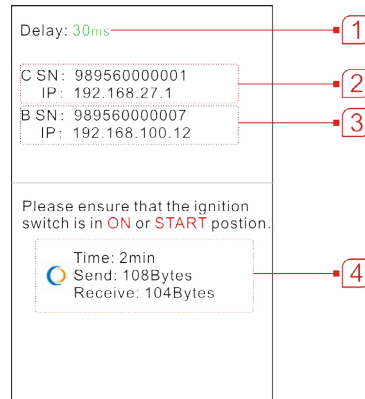 Delay: 30ms
1
C SN: 989560000001
IP: 192.168.27.1
2
B SN: 989560000007
IP: 192.168.100.12
3
Please ensure that the ignition
switch is in ON or START postion.
Time: 2min
Send: 108Bytes
Receive: 104Bytes
4